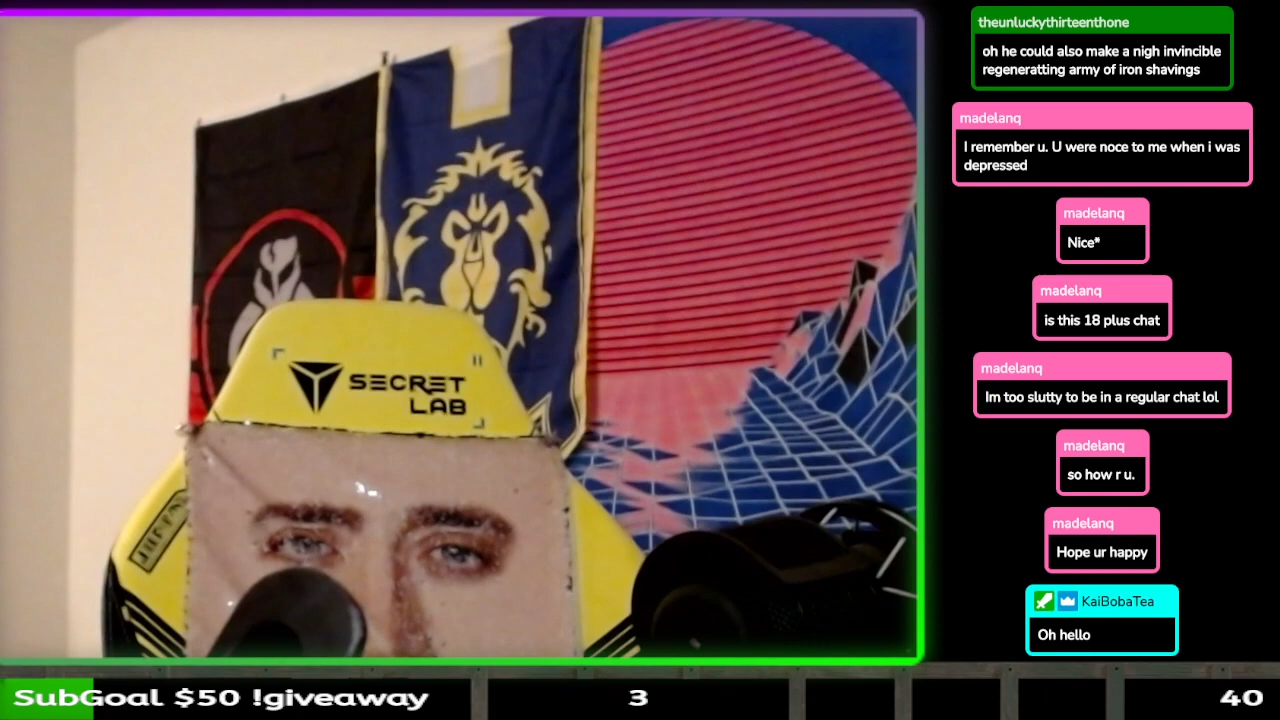 theunluckythirteenthone
oh he could also make a nigh invincible
regeneratting army of iron shavings
madelanq
I remember u. U were noce to me when i was
depressed
madelanq
Nice*
madelanq
is this 18 plus chat
madelanq
Im too slutty to be in a regular chat lol
madelanq
so how r u.
madelanq
Hope ur happy
KaiBobaTea
Oh hello
SECRET
LAB
SubGoal $50 !giveaway
3
40